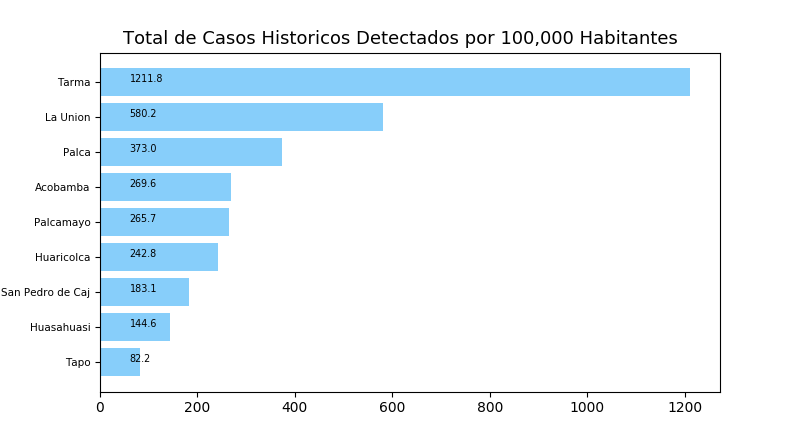 Total de Casos Historicos Detectados por 100,000 Habitantes
Tarma 1211.8
La Union 580.2
Palca 373.0
Acobamba 269.6
Palcamayo 265.7
Huaricolca 242.8
San Pedro de Caj 183.1
Huasahuasi 144.6
Tapo 82.2
0 200 400 600 800 1000 1200